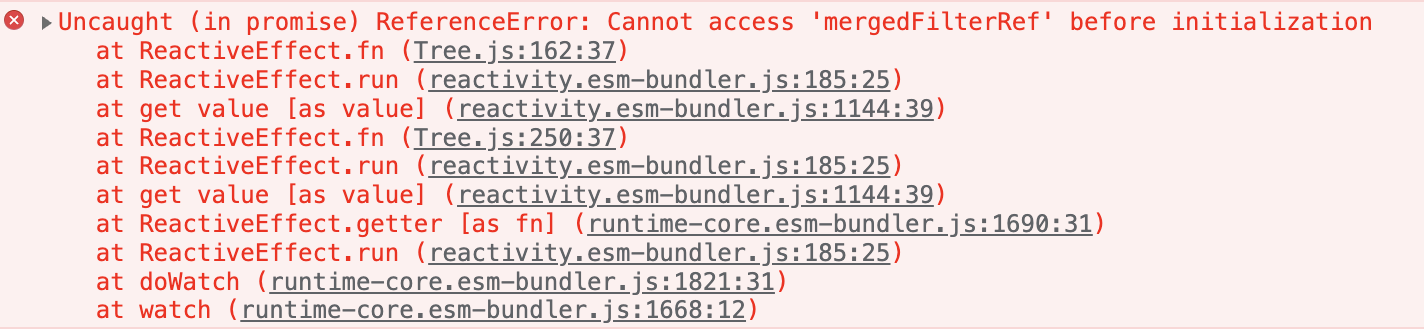 Uncaught (in promise) ReferenceError: Cannot access 'mergedFilterRef' before initialization
at ReactiveEffect.fn (Tree.js:162:37)
at ReactiveEffect.run (reactivity.esm-bundler.js:185:25)
at get value [as value] (reactivity.esm-bundler.js:1144:39)
at ReactiveEffect.fn (Tree.js:250:37)
at ReactiveEffect.run (reactivity.esm-bundler.js:185:25)
at get value [as value] (reactivity.esm-bundler.js:1144:39)
at ReactiveEffect.getter [as fn] (runtime-core.esm-bundler.js:1690:31)
at ReactiveEffect.run (reactivity.esm-bundler.js:185:25)
at doWatch (runtime-core.esm-bundler.js:1821:31)
at watch (runtime-core.esm-bundler.js:1668:12)